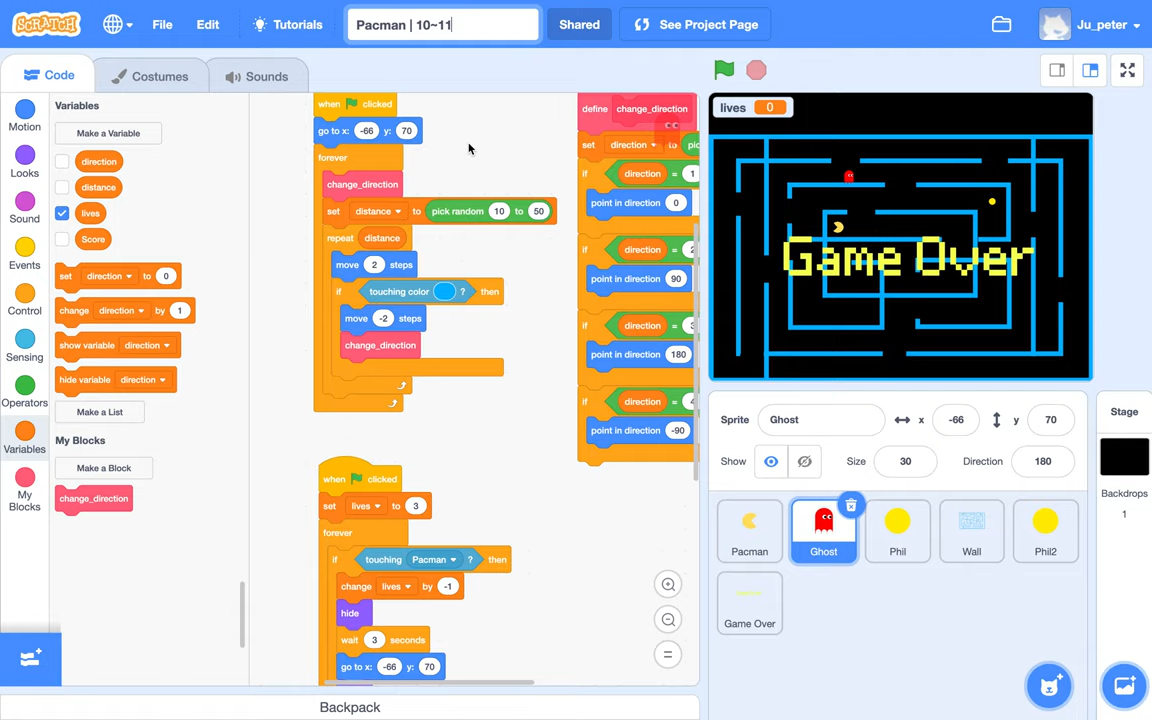 SCRATCH File Edit Tutorials Pacman | 10~11 Shared See Project Page Ju_peter
Code Costumes Sounds
Motion
Looks
Sound
Events
Control
Sensing
Operators
Variables
My Blocks
Variables
Make a Variable
direction
distance
lives
Score
set direction to 0
change direction by 1
show variable direction
hide variable direction
Make a List
My Blocks
Make a Block
change_direction
when clicked
go to x: -66 y: 70
forever
change_direction
set distance to pick random 10 to 50
repeat distance
move 2 steps
if touching color ? then
move -2 steps
change_direction
when clicked
set lives to 3
forever
if touching Pacman ? then
change lives by -1
hide
wait 3 seconds
go to x: -66 y: 70
define change_direction
set direction to
if direction = 1
point in direction 0
if direction =
point in direction 90
if direction =
point in direction 180
if direction =
point in direction -90
lives 0
Game Over
Sprite Ghost x -66 y 70
Show Size 30 Direction 180
Pacman Ghost Phil Wall Phil2
Game Over
Stage
Backdrops
1
Backpack